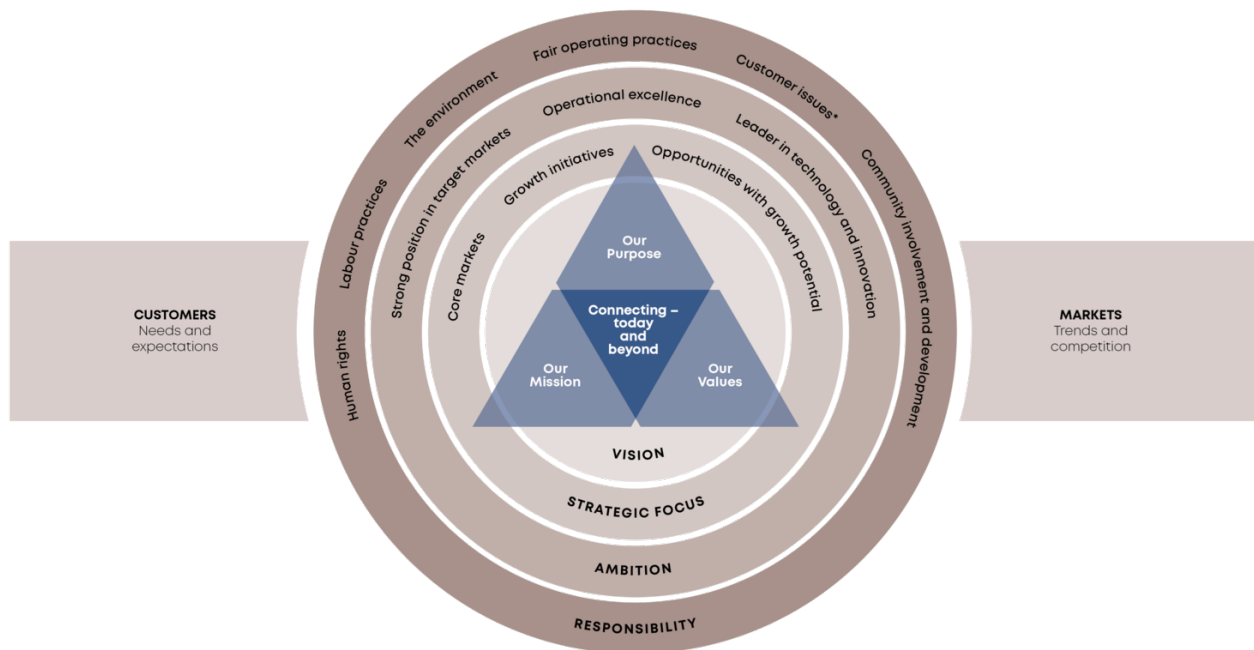 Human rights
Labour practices
The environment
Fair operating practices
Customer issues*
Community involvement and development
Strong position in target markets
Operational excellence
Leader in technology and innovation
Core markets
Growth initiatives
Opportunities with growth potential
Our
Purpose
Connecting –
today
and
beyond
Our
Mission
Our
Values
CUSTOMERS
Needs and
expectations
MARKETS
Trends and
competition
VISION
STRATEGIC FOCUS
AMBITION
RESPONSIBILITY